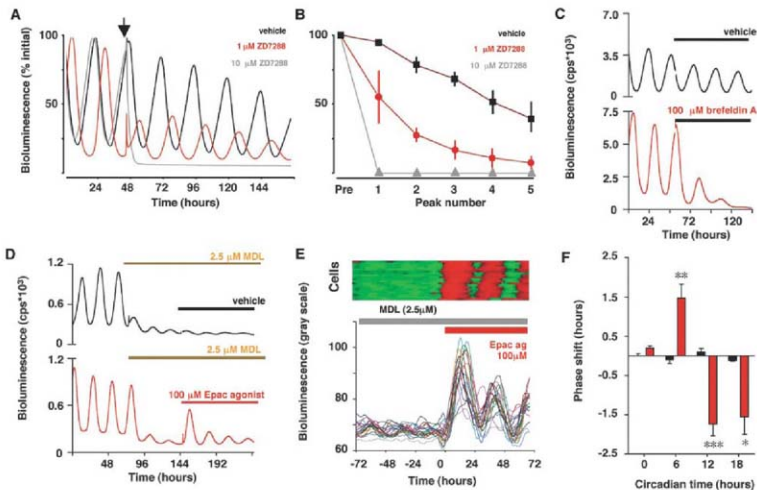 A
vehicle
1 µM ZD7288
10 µM ZD7288
Bioluminescence (% initial)
100
50
24 48 72 96 120 144
Time (hours)
B
vehicle
1 µM ZD7288
10 µM ZD7288
100
50
Pre 1 2 3 4 5
Peak number
C
vehicle
Bioluminescence (cps*10³)
7.0
3.5
0
100 µM brefeldin A
7.5
5.0
2.5
0
24 72 120
Time (hours)
D
2.5 µM MDL
vehicle
Bioluminescence (cps*10³)
1.2
0.6
0
2.5 µM MDL
100 µM Epac agonist
1.2
0.6
0
48 96 144 192
Time (hours)
E
Cells
MDL (2.5µM)
Epac ag
100µM
Bioluminescence (gray scale)
100
80
60
-72 -48 -24 0 24 48 72
Time (hours)
F
Phase shift (hours)
2.5
1.5
0.5
-0.5
-1.5
-2.5
**
***
*
0 6 12 18
Circadian time (hours)